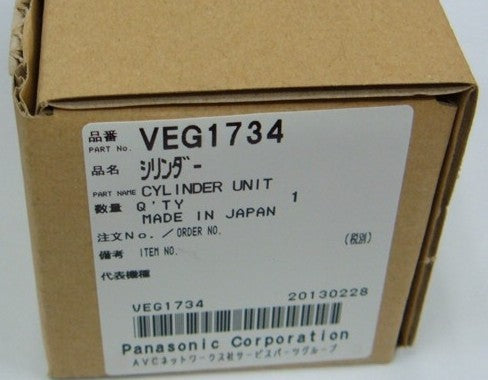 品番 PART No. VEG1734
品名 シリンダー
PART NAME CYLINDER UNIT
数量 Q'TY 1
MADE IN JAPAN
注文No./ORDER NO. (税別)
備考 ITEM NO.
代表機種
VEG1734 20130228
Panasonic Corporation
AVCネットワークス社サービスパーツグループ